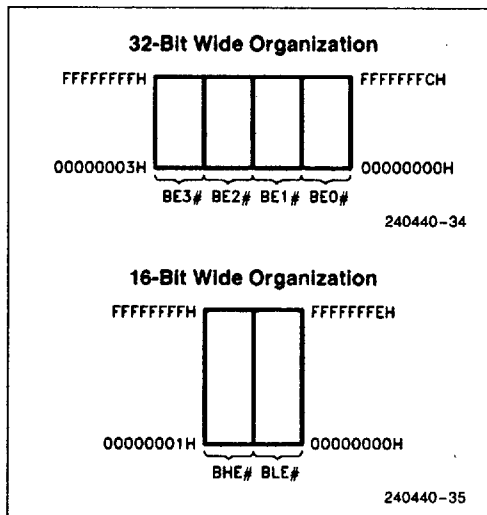 32-Bit Wide Organization
FFFFFFFFH FFFFFFFCH
00000003H 00000000H
BE3# BE2# BE1# BE0#
240440-34
16-Bit Wide Organization
FFFFFFFFH FFFFFFFEH
00000001H 00000000H
BHE# BLE#
240440-35